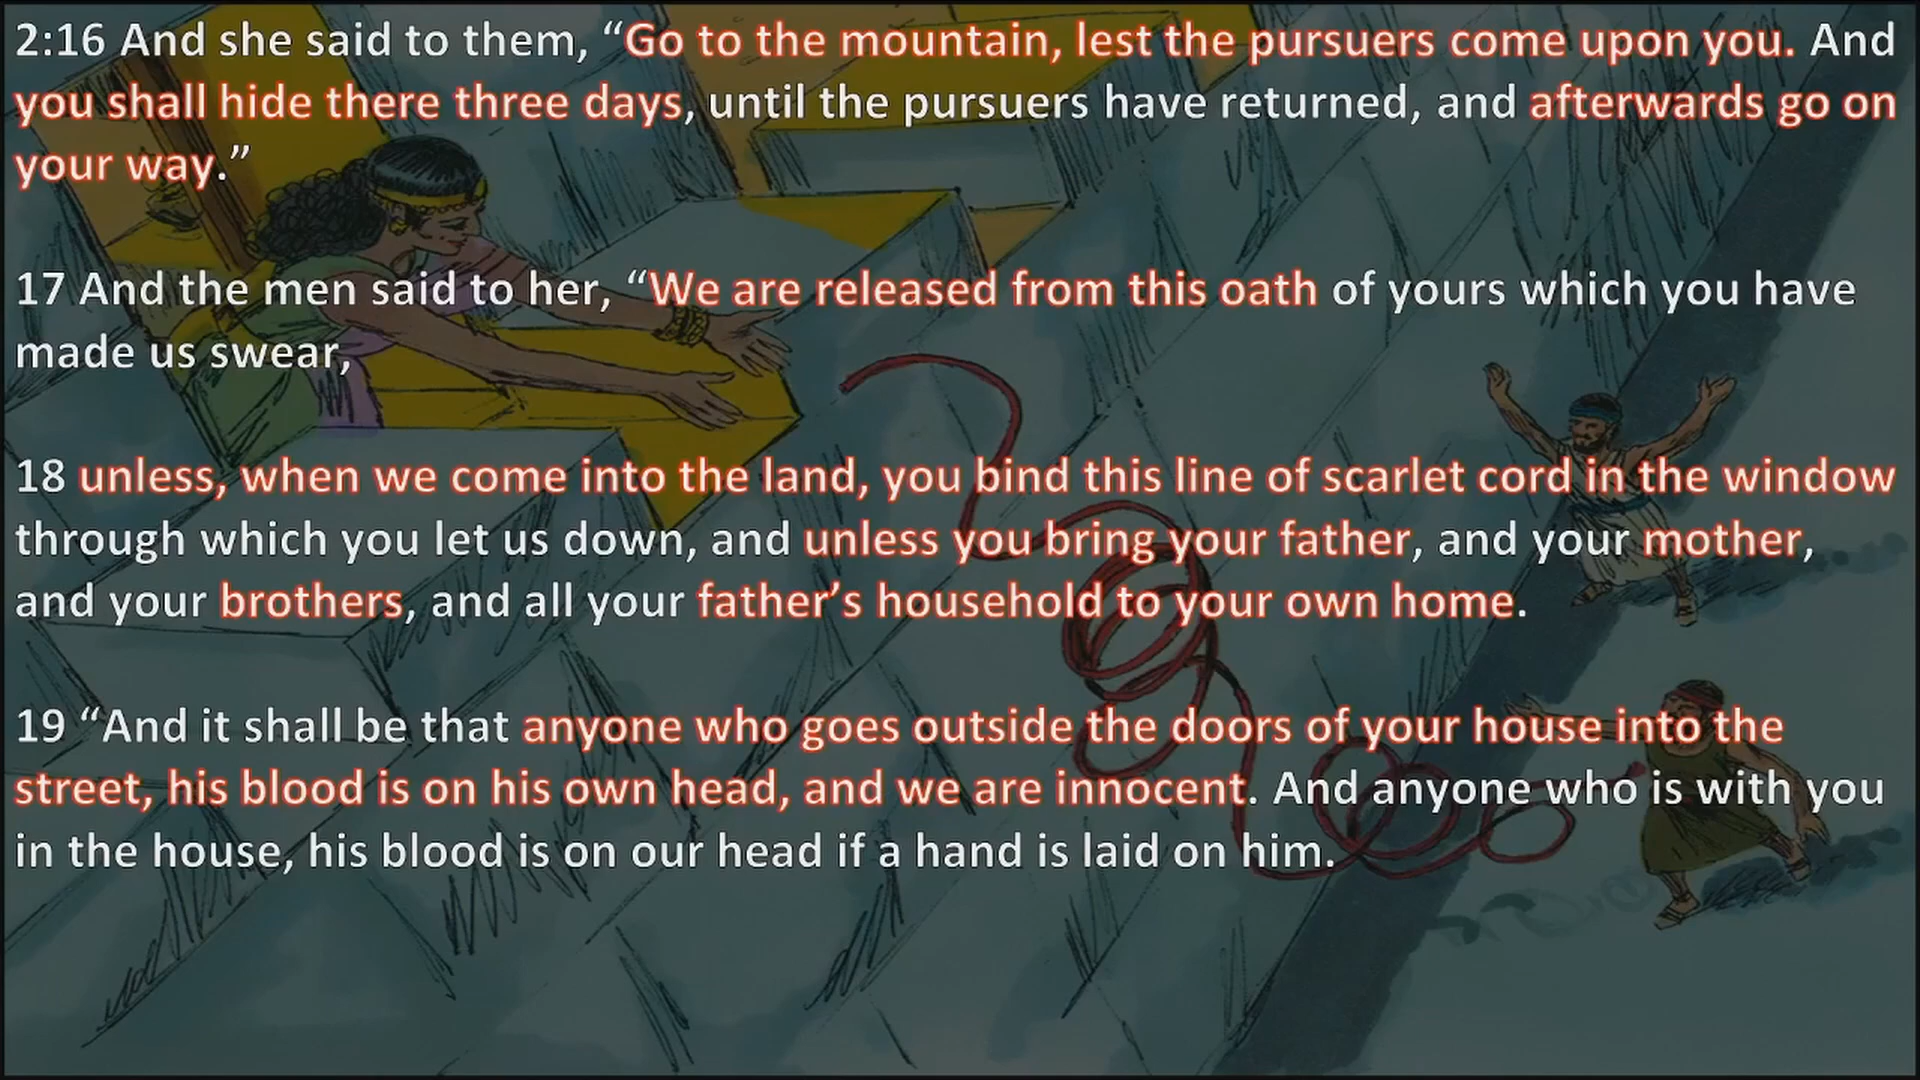 2:16 And she said to them, “Go to the mountain, lest the pursuers come upon you. And
you shall hide there three days, until the pursuers have returned, and afterwards go on
your way.”
17 And the men said to her, “We are released from this oath of yours which you have
made us swear,
18 unless, when we come into the land, you bind this line of scarlet cord in the window
through which you let us down, and unless you bring your father, and your mother,
and your brothers, and all your father’s household to your own home.
19 “And it shall be that anyone who goes outside the doors of your house into the
street, his blood is on his own head, and we are innocent. And anyone who is with you
in the house, his blood is on our head if a hand is laid on him.